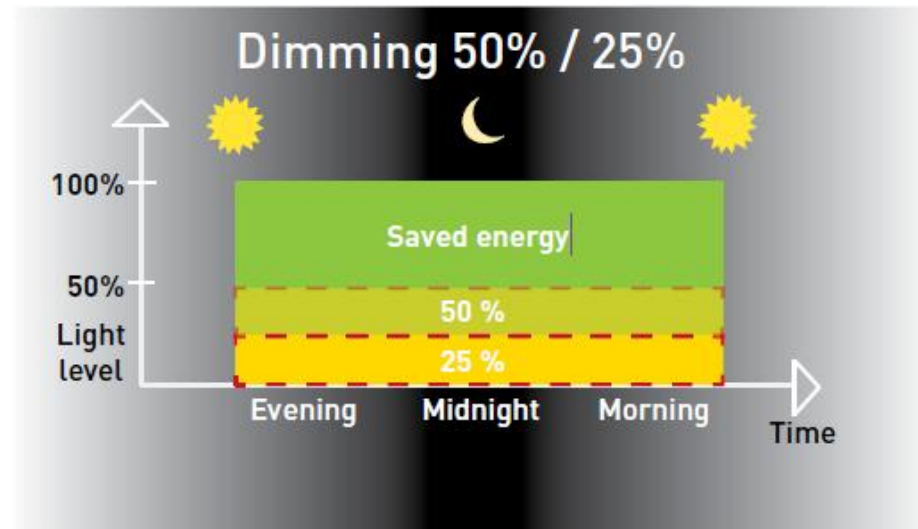 Dimming 50% / 25%
100%
Saved energy
50%
50 %
Light
level
25 %
Evening Midnight Morning
Time